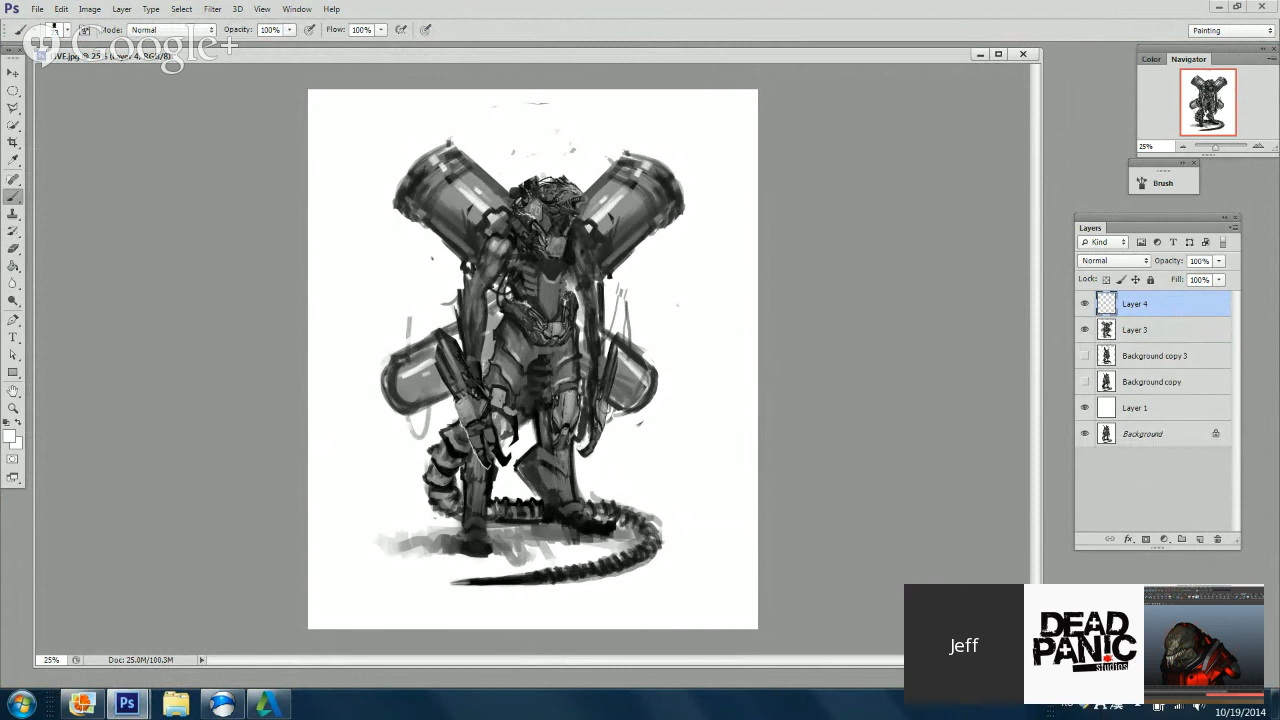 Ps File Edit Image Layer Type Select Filter 3D View Window Help
Mode: Normal Opacity: 100% Flow: 100% Painting
Google+
Color Navigator
25%
Brush
Layers
Kind
Normal Opacity: 100%
Lock: Fill: 100%
Layer 4
Layer 3
Background copy 3
Background copy
Layer 1
Background
fx
25% Doc: 25.0M/100.3M
Jeff
DEAD
PANIC
studios
Ps
10/19/2014